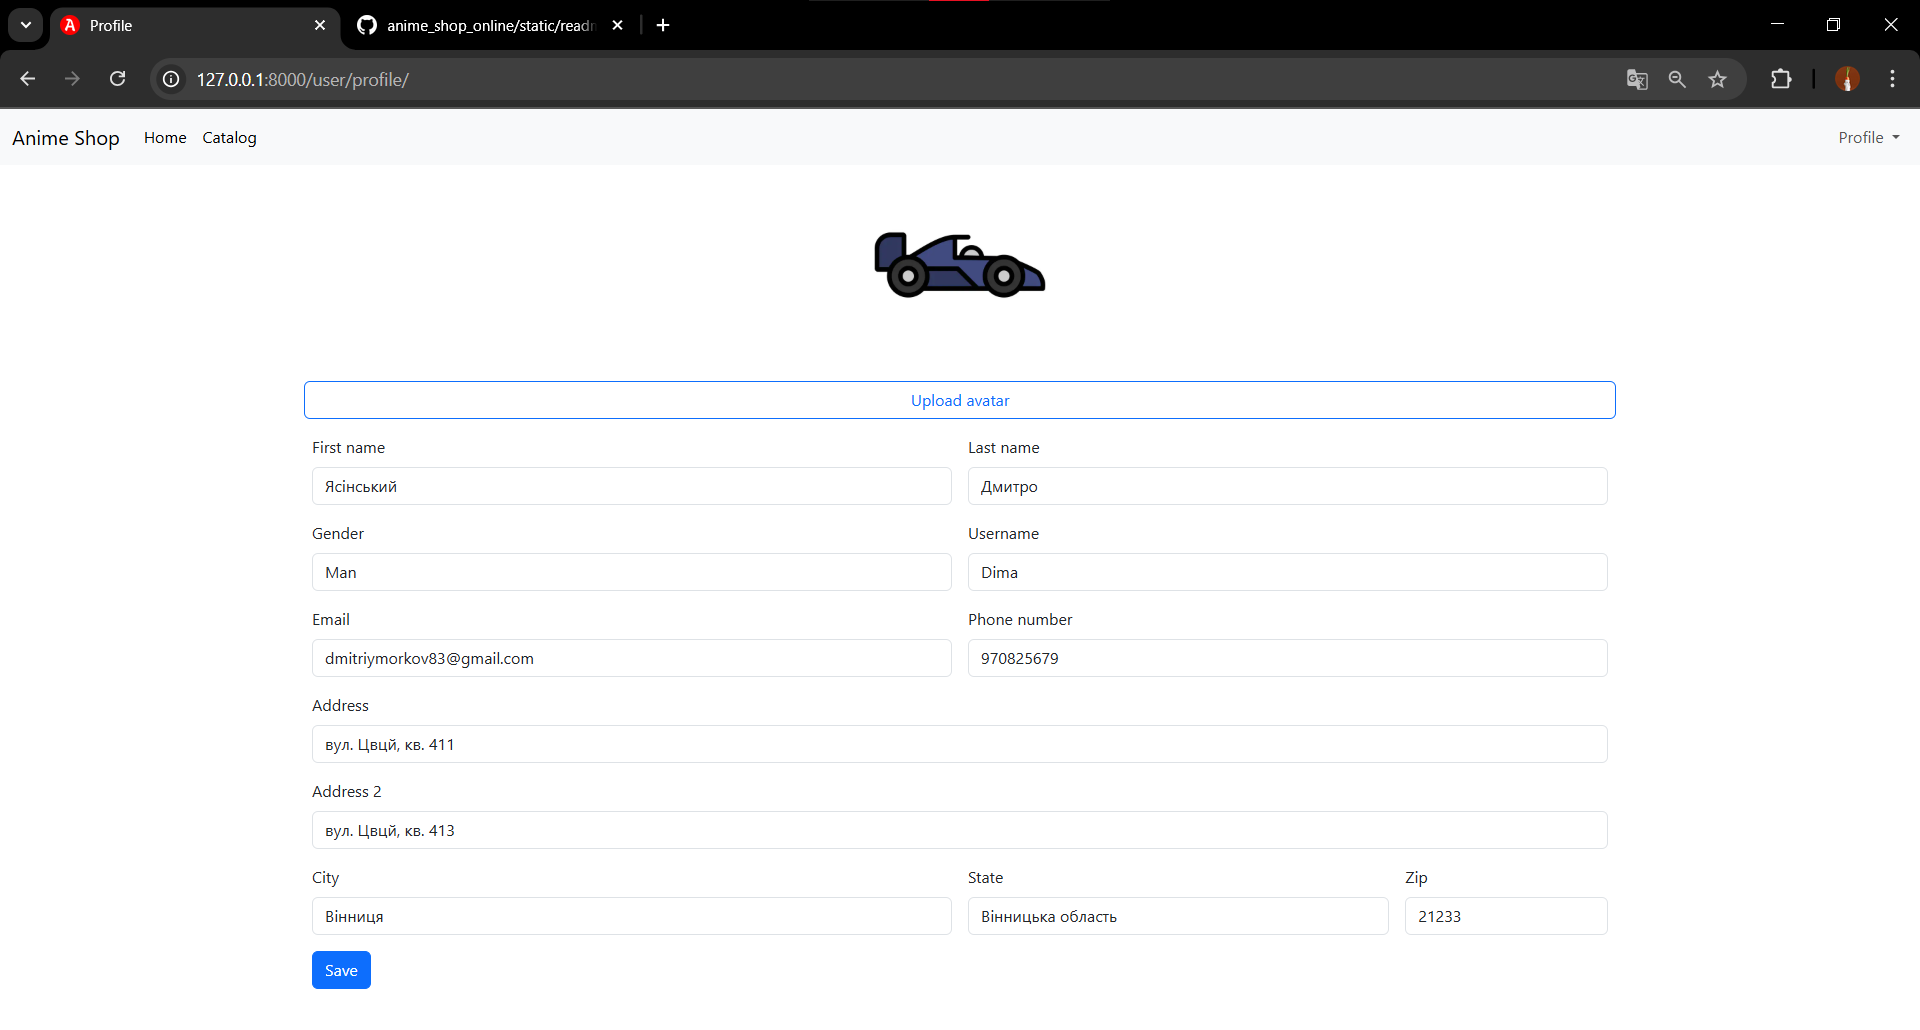 Profile
anime_shop_online/static/readn
127.0.0.1:8000/user/profile/
Anime Shop Home Catalog Profile
Upload avatar
First name Last name
Ясінський Дмитро
Gender Username
Man Dima
Email Phone number
dmitriymorkov83@gmail.com 970825679
Address
вул. Цвцй, кв. 411
Address 2
вул. Цвцй, кв. 413
City State Zip
Вінниця Вінницька область 21233
Save